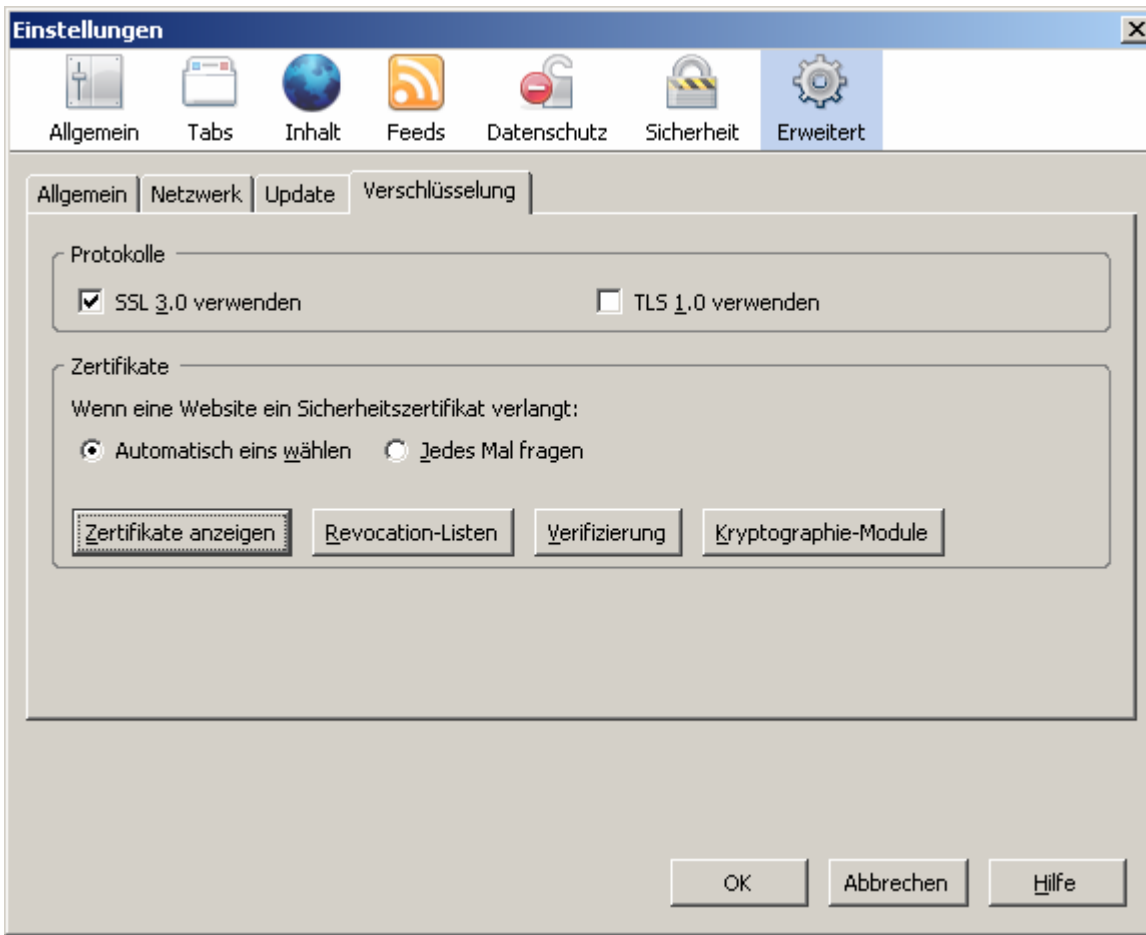 Einstellungen
Allgemein Tabs Inhalt Feeds Datenschutz Sicherheit Erweitert
Allgemein Netzwerk Update Verschlüsselung
Protokolle
SSL 3.0 verwenden TLS 1.0 verwenden
Zertifikate
Wenn eine Website ein Sicherheitszertifikat verlangt:
Automatisch eins wählen Jedes Mal fragen
Zertifikate anzeigen Revocation-Listen Verifizierung Kryptographie-Module
OK Abbrechen Hilfe